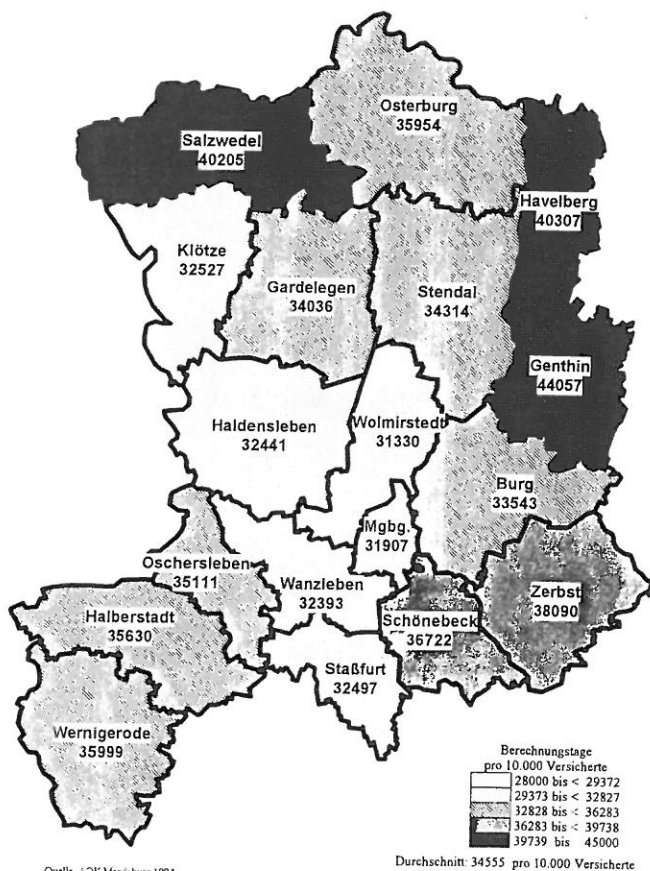 Osterburg
35954
Salzwedel
40205
Havelberg
40307
Klötze
32527
Gardelegen
34036
Stendal
34314
Genthin
44057
Haldensleben
32441
Wolmirstedt
31330
Burg
33543
Mgbg.
31907
Oschersleben
35111
Wanzleben
32393
Zerbst
38090
Halberstadt
35630
Schönebeck
36722
Staßfurt
32497
Wernigerode
35999
Berechnungstage
pro 10.000 Versicherte
28000 bis < 29372
29373 bis < 32827
32828 bis < 36283
36283 bis < 39738
39739 bis 45000
Durchschnitt: 34555 pro 10.000 Versicherte
Quelle AOK 1994